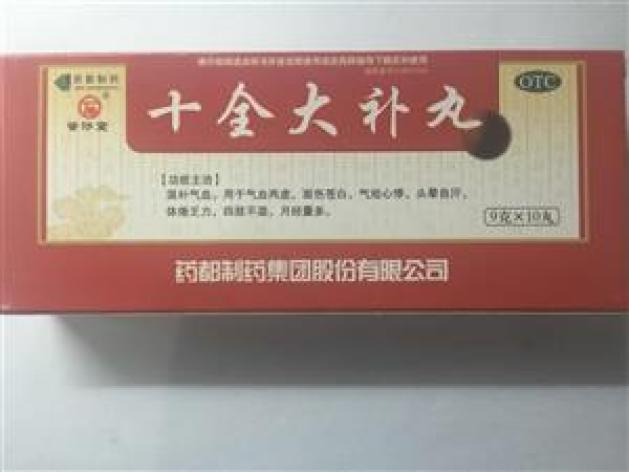 OTC
十全大补丸
【功能主治】
温补气血。用于气血两虚，面色苍白，气短心悸，头晕自汗，
体倦乏力，四肢不温，月经量多。
9克×10丸
药都制药集团股份有限公司